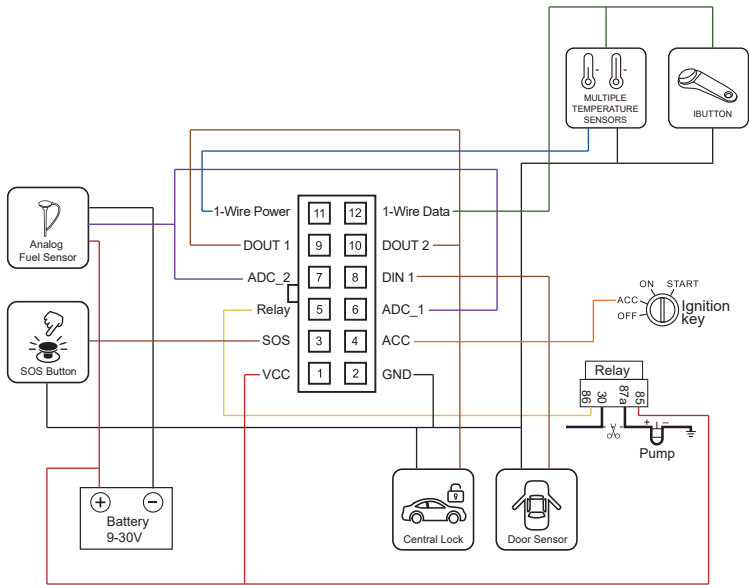 MULTIPLE
TEMPERATURE
SENSORS
IBUTTON
1-Wire Power 11 12 1-Wire Data
DOUT 1 9 10 DOUT 2
ADC_2 7 8 DIN 1
Relay 5 6 ADC_1
SOS 3 4 ACC
VCC 1 2 GND
Analog
Fuel Sensor
SOS Button
ON START
ACC
OFF
Ignition
key
Relay
86 30 87a 85
+ −
Pump
+ −
Battery
9-30V
Central Lock
Door Sensor